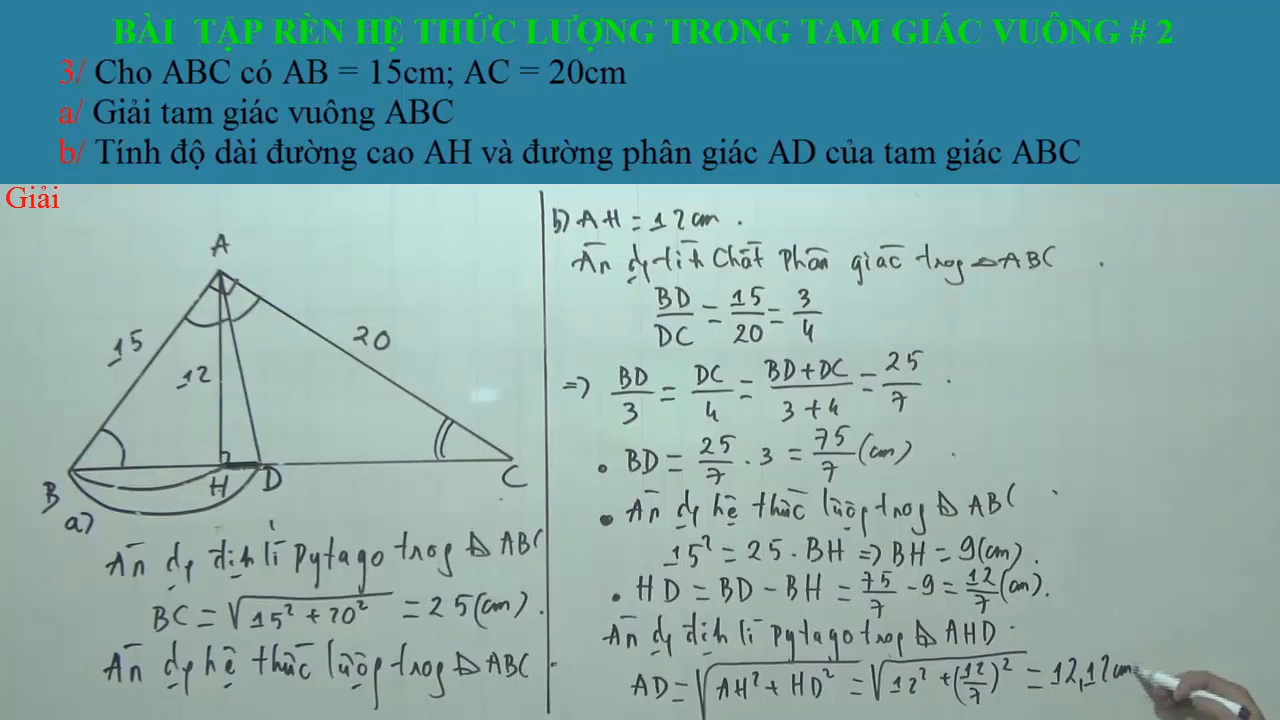 BÀI TẬP RÈN HỆ THỨC LƯỢNG TRONG TAM GIÁC VUÔNG # 2
3/ Cho ABC có AB = 15cm; AC = 20cm
a/ Giải tam giác vuông ABC
b/ Tính độ dài đường cao AH và đường phân giác AD của tam giác ABC
Giải
A
15
20
12
B
H
D
C
a)
Áp dụng định lí Pytago trong ΔABC
BC = √(15² + 20²) = 25(cm).
Áp dụng hệ thức lượng trong ΔABC
b) AH = 12cm.
Áp dụng tính chất phân giác trong ΔABC
BD/DC = 15/20 = 3/4
=> BD/3 = DC/4 = (BD+DC)/(3+4) = 25/7.
• BD = 25/7 . 3 = 75/7 (cm)
• Áp dụng hệ thức lượng trong ΔABC
15² = 25 . BH => BH = 9(cm).
• HD = BD - BH = 75/7 - 9 = 12/7 (cm).
Áp dụng định lí Pytago trong ΔAHD
AD = √(AH² + HD²) = √(12² + (12/7)²) = 12,12cm